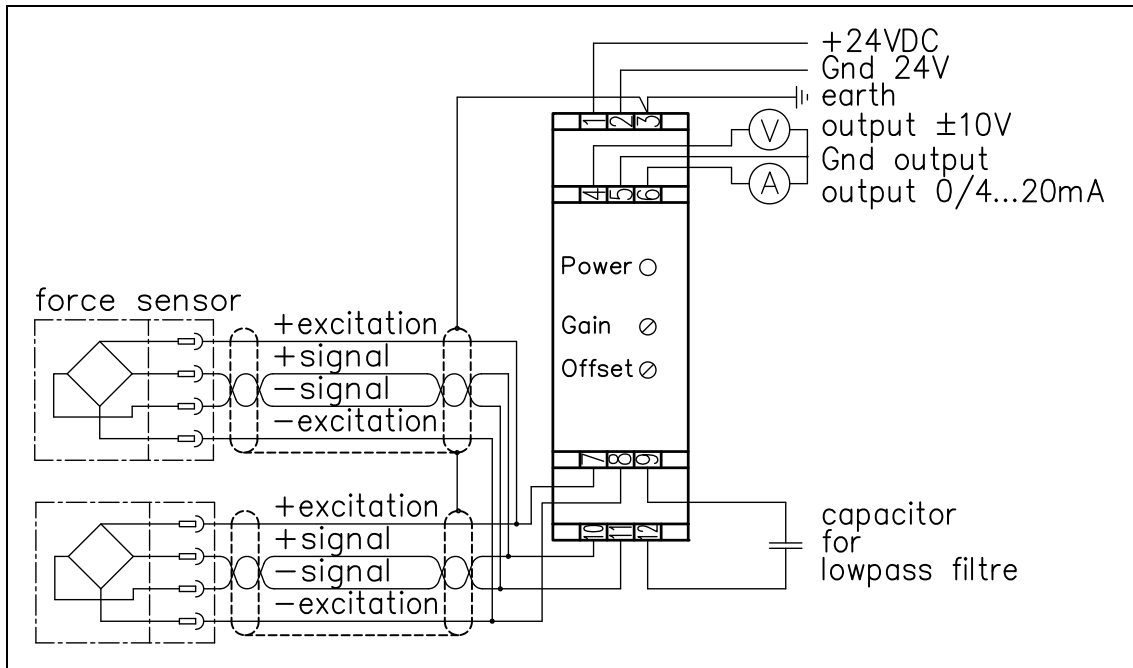 +24VDC
Gnd 24V
earth
output ±10V
Gnd output
output 0/4...20mA
1 2 3
V
A
4 5 6
Power
Gain
Offset
force sensor
+excitation
+signal
−signal
−excitation
7 8 9
+excitation
+signal
−signal
−excitation
10 11 12
capacitor
for
lowpass filtre